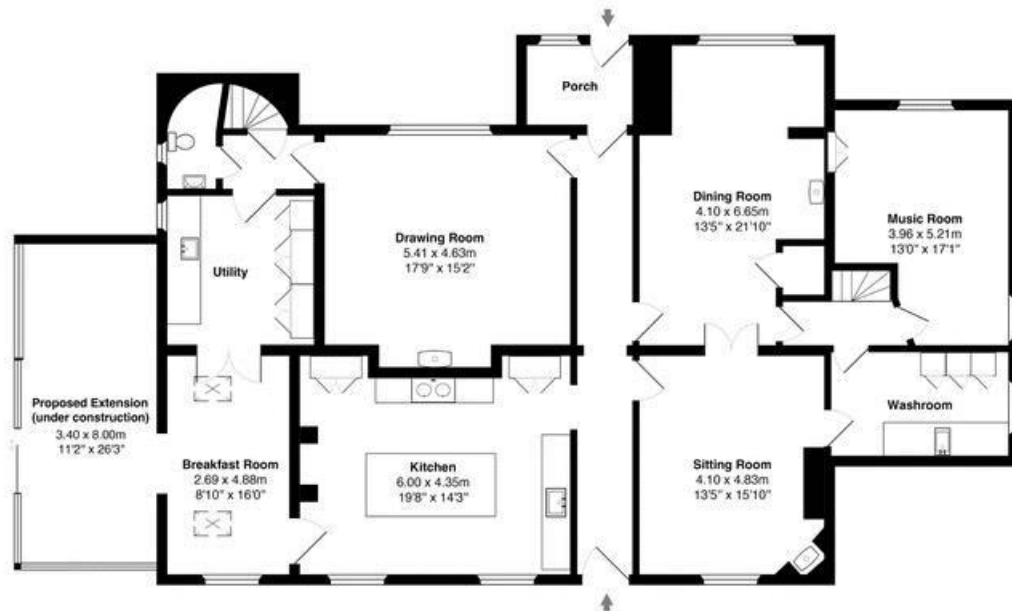 Porch
Dining Room
4.10 x 6.65m
13'5" x 21'10"
Music Room
3.96 x 5.21m
13'0" x 17'1"
Drawing Room
5.41 x 4.63m
17'9" x 15'2"
Utility
Proposed Extension
(under construction)
3.40 x 8.00m
11'2" x 26'3"
Washroom
Breakfast Room
2.69 x 4.88m
8'10" x 16'0"
Kitchen
6.00 x 4.35m
19'8" x 14'3"
Sitting Room
4.10 x 4.83m
13'5" x 15'10"